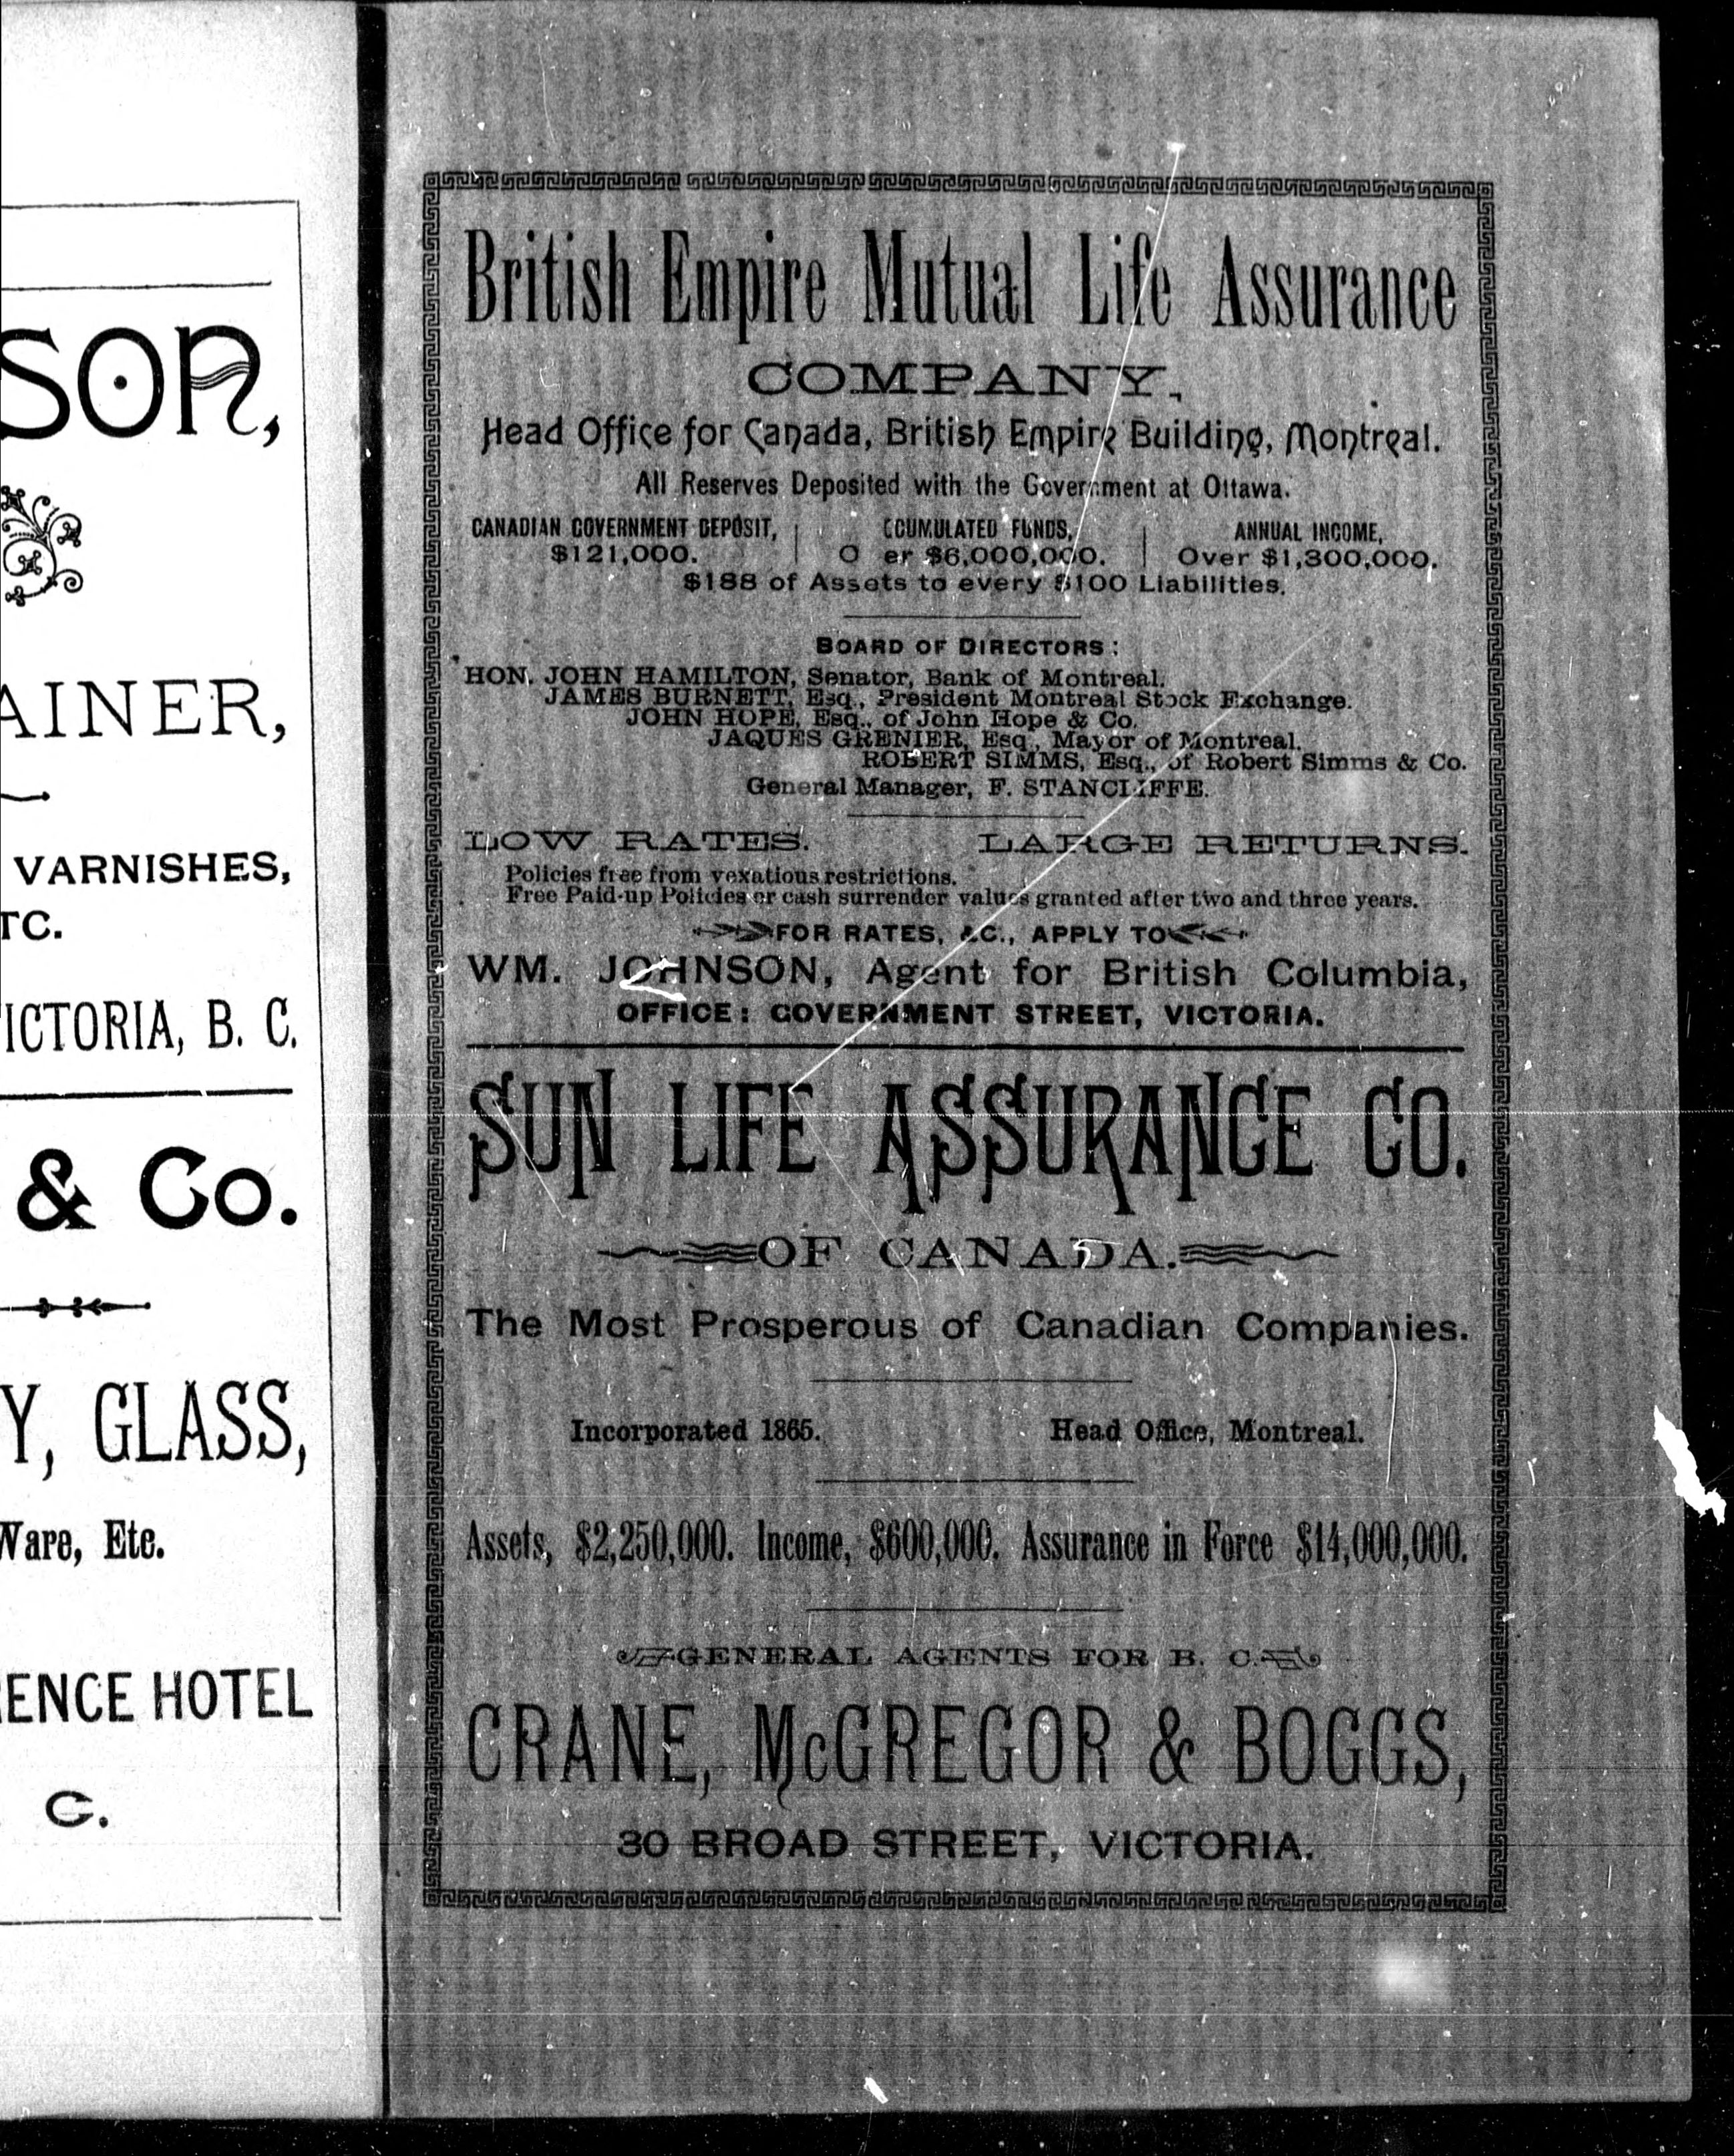 SON,
AINER,
VARNISHES,
TC.
ICTORIA, B. C.
& Co.
Y, GLASS,
Ware, Etc.
RENCE HOTEL
C.
British Empire Mutual Life Assurance
COMPANY,
Head Office for Canada, British Empire Building, Montreal.
All Reserves Deposited with the Government at Ottawa.
CANADIAN GOVERNMENT DEPOSIT, | CCUMULATED FUNDS, | ANNUAL INCOME,
$121,000. | O er $6,000,000. | Over $1,300,000.
$188 of Assets to every $100 Liabilities.
BOARD OF DIRECTORS:
HON. JOHN HAMILTON, Senator, Bank of Montreal.
JAMES BURNETT, Esq., President Montreal Stock Exchange.
JOHN HOPE, Esq., of John Hope & Co.
JAQUES GRENIER, Esq., Mayor of Montreal.
ROBERT SIMMS, Esq., of Robert Simms & Co.
General Manager, F. STANCLIFFE.
LOW RATES. LARGE RETURNS.
Policies free from vexatious restrictions.
Free Paid-up Policies or cash surrender values granted after two and three years.
FOR RATES, &C., APPLY TO
WM. JOHNSON, Agent for British Columbia,
OFFICE: GOVERNMENT STREET, VICTORIA.
SUN LIFE ASSURANCE CO.
OF CANADA.
The Most Prosperous of Canadian Companies.
Incorporated 1865. Head Office, Montreal.
Assets, $2,250,000. Income, $600,000. Assurance in Force $14,000,000.
GENERAL AGENTS FOR B. C.
CRANE, McGREGOR & BOGGS,
30 BROAD STREET, VICTORIA.